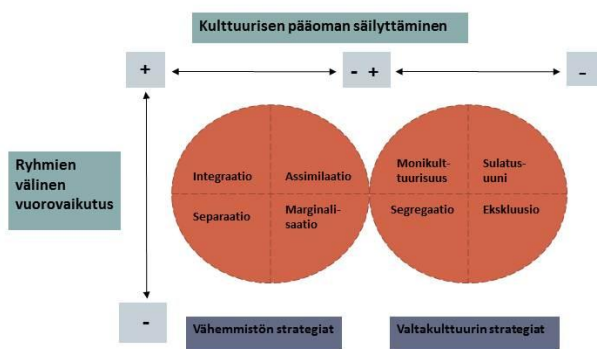 Kulttuurisen pääoman säilyttäminen
+
- +
-
Ryhmien
välinen
vuorovaikutus
Integraatio
Assimilaatio
Separaatio
Marginali-
saatio
Monikult-
tuurisuus
Sulatus-
uuni
Segregaatio
Ekskluusio
-
Vähemmistön strategiat
Valtakulttuurin strategiat